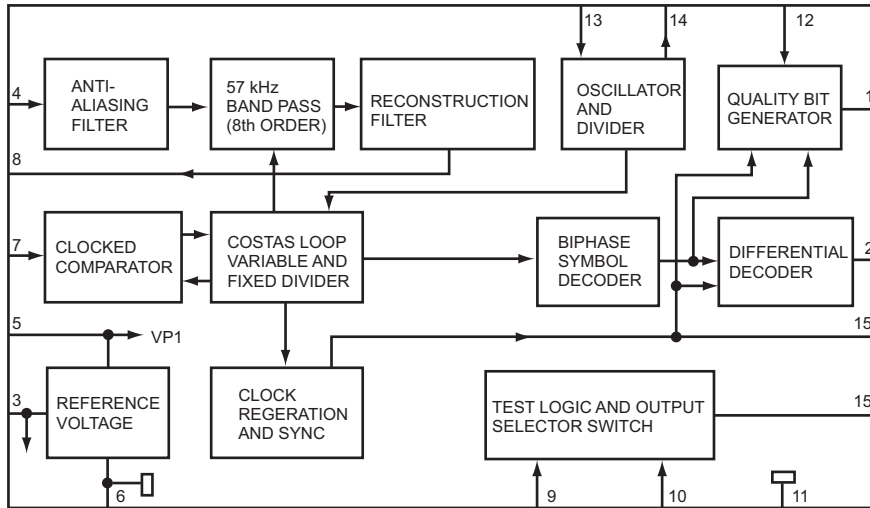 13
14
12
4
ANTI-
ALIASING
FILTER
57 kHz
BAND PASS
(8th ORDER)
RECONSTRUCTION
FILTER
OSCILLATOR
AND
DIVIDER
QUALITY BIT
GENERATOR
1
8
7
CLOCKED
COMPARATOR
COSTAS LOOP
VARIABLE AND
FIXED DIVIDER
BIPHASE
SYMBOL
DECODER
DIFFERENTIAL
DECODER
2
5
VP1
15
3
REFERENCE
VOLTAGE
CLOCK
REGERATION
AND SYNC
TEST LOGIC AND OUTPUT
SELECTOR SWITCH
15
6
9
10
11